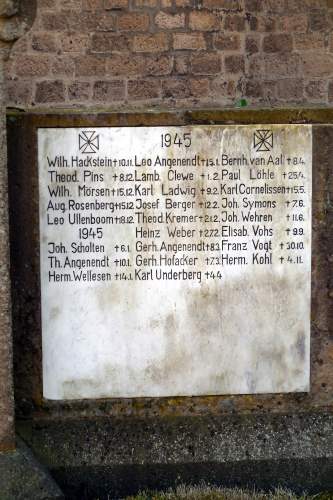 1945
Wilh. Hackstein +10.11. Leo Angenendt +15.1. Bernh. van Aal +8.4.
Theod. Pins +8.12. Lamb. Clewe +1.2. Paul Löhle +25.4.
Wilh. Mörsen +15.12. Karl Ladwig +9.2. Karl Cornelissen +15.5.
Aug. Rosenberg +15.12. Josef Berger +12.2. Joh. Symons +7.6.
Leo Ullenboom +18.12. Theod. Kremer +21.2. Joh. Wehren +11.6.
1945 Heinz Weber +27.2. Elisab. Vohs +9.9.
Joh. Scholten +6.1. Gerh. Angenendt +8.3. Franz Vogt +30.10.
Th. Angenendt +10.1. Gerh. Hofacker +7.3. Herm. Kohl +4.11.
Herm. Wellesen +14.1. Karl Underberg +4.4.